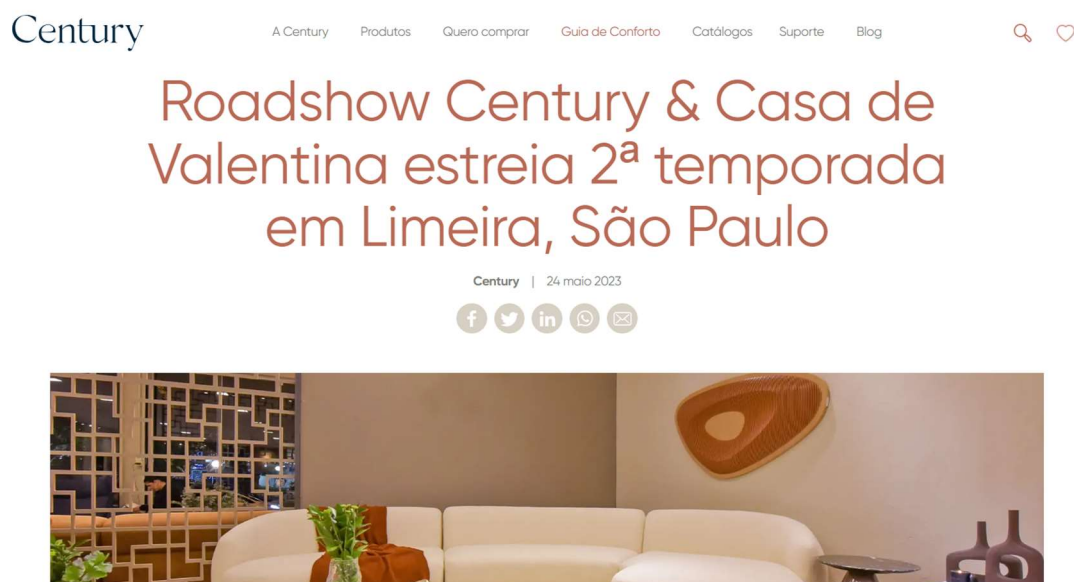 Century
A Century Produtos Quero comprar Guia de Conforto Catálogos Suporte Blog
Roadshow Century & Casa de
Valentina estreia 2ª temporada
em Limeira, São Paulo
Century | 24 maio 2023